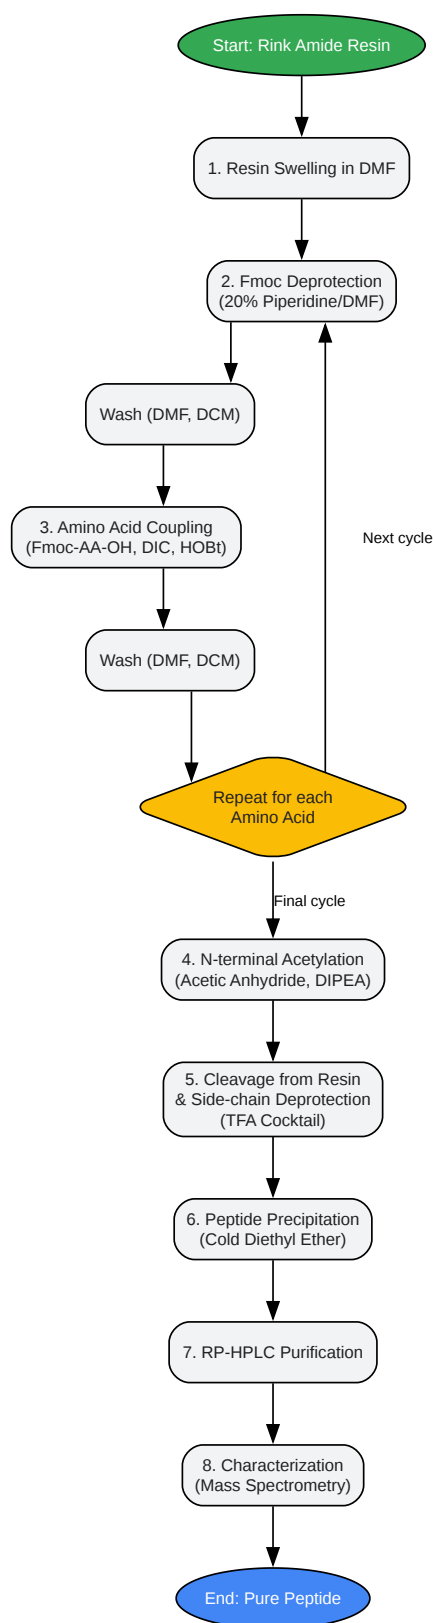 Start: Rink Amide Resin
1. Resin Swelling in DMF
2. Fmoc Deprotection
(20% Piperidine/DMF)
Wash (DMF, DCM)
3. Amino Acid Coupling
(Fmoc-AA-OH, DIC, HOBt)
Next cycle
Wash (DMF, DCM)
Repeat for each
Amino Acid
Final cycle
4. N-terminal Acetylation
(Acetic Anhydride, DIPEA)
5. Cleavage from Resin
& Side-chain Deprotection
(TFA Cocktail)
6. Peptide Precipitation
(Cold Diethyl Ether)
7. RP-HPLC Purification
8. Characterization
(Mass Spectrometry)
End: Pure Peptide